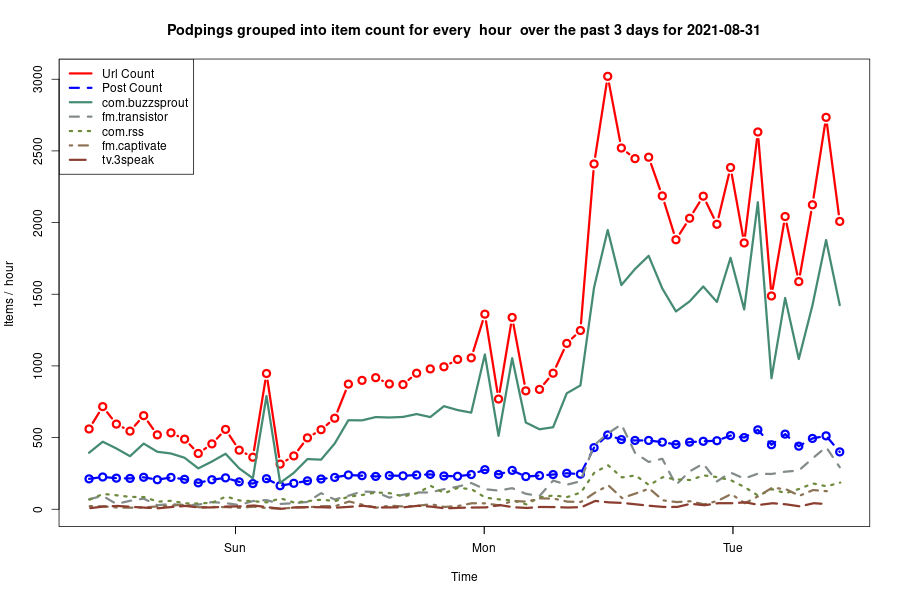 Podpings grouped into item count for every  hour  over the past 3 days for 2021-08-31
Url Count
Post Count
com.buzzsprout
fm.transistor
com.rss
fm.captivate
tv.3speak
Items /  hour
3000
2500
2000
1500
1000
500
0
Sun
Mon
Tue
Time